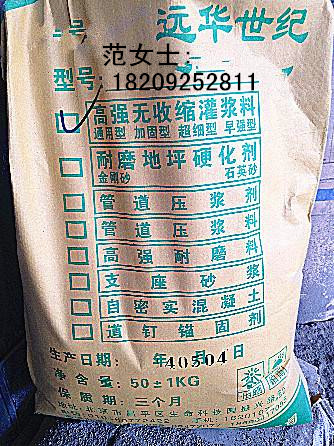 远华世纪
范女士:
型号:
18209252811
高强无收缩灌浆料
通用型 加固型 超细型 早强型
耐磨地坪硬化剂
金刚砂 石英砂
管道压浆剂
管道压浆料
高强耐磨料
支座砂浆
自密实混凝土
道钉锚固剂
生产日期: 年40504日
净含量: 50±1KG
保质期: 三个月